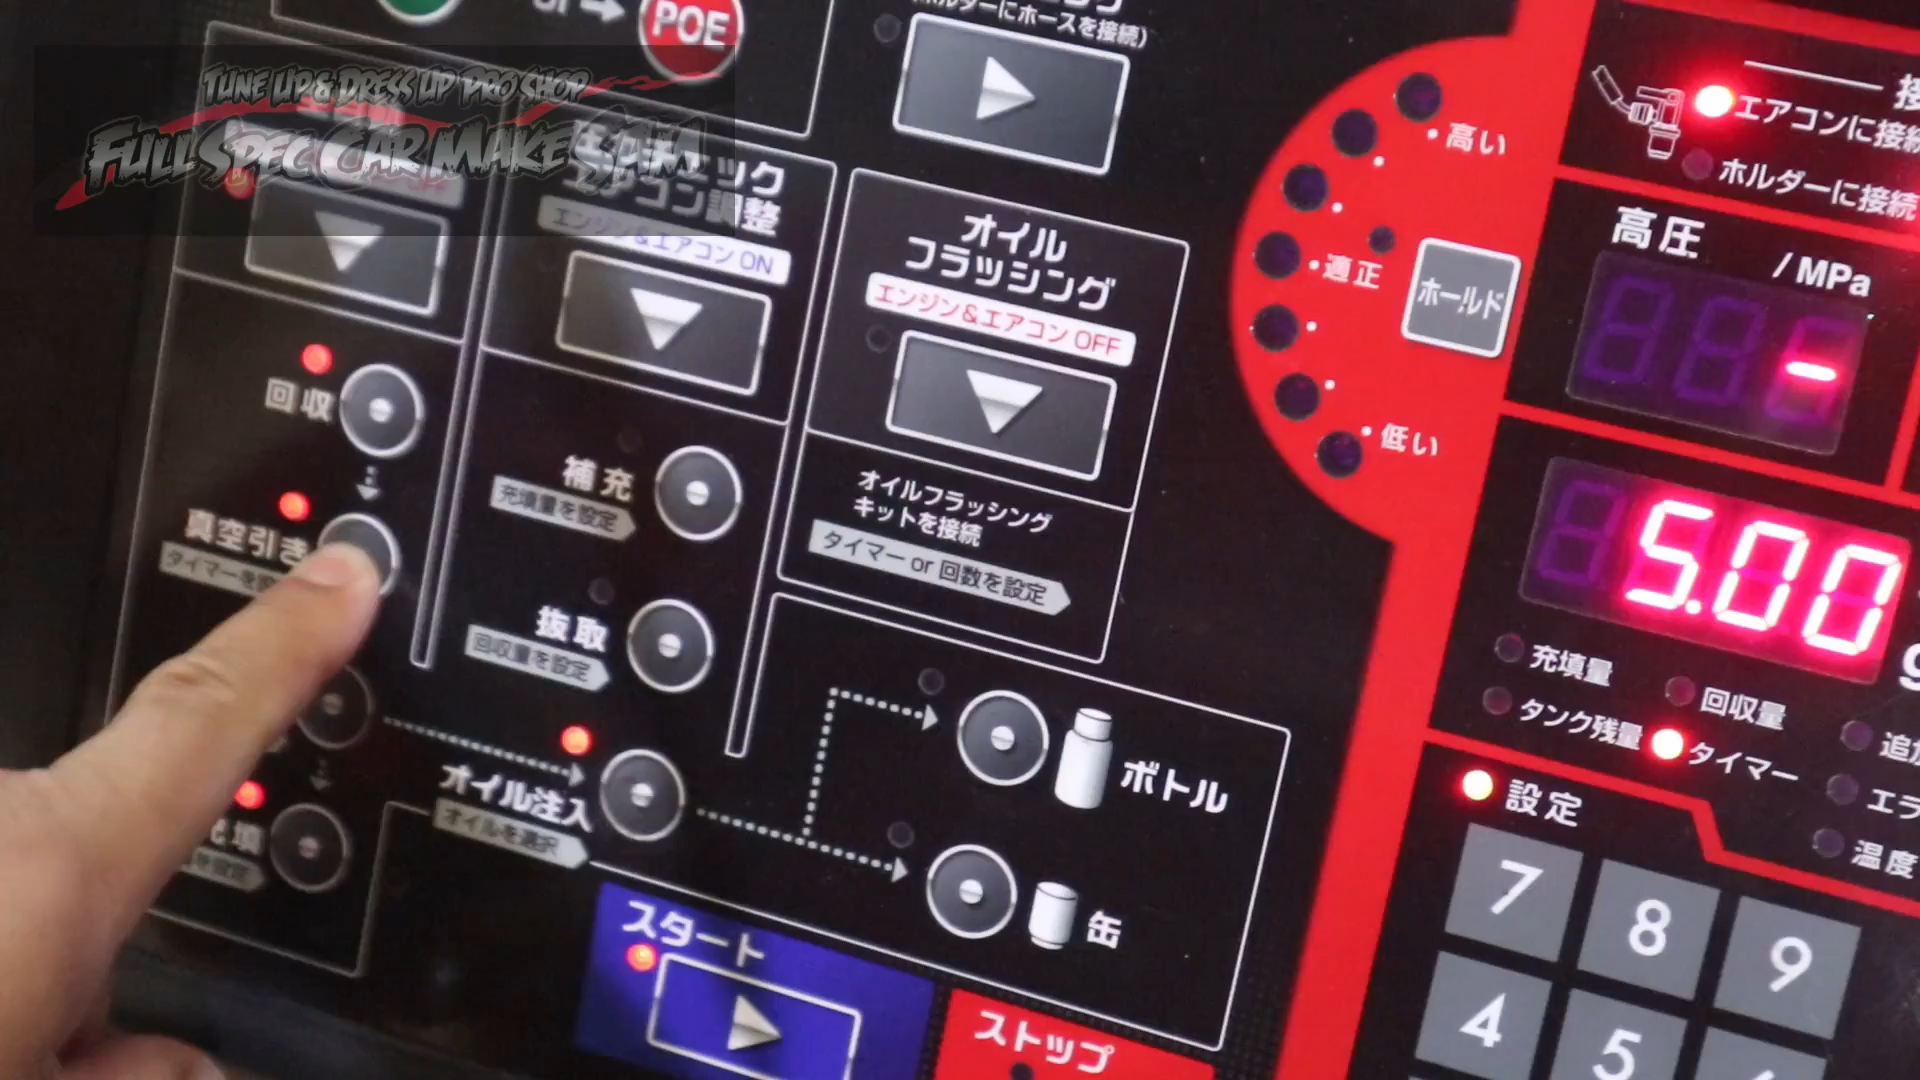 POE
(ホルダーにホースを接続)
TUNE UP & DRESS UP PRO SHOP
FULL SPEC CAR MAKE SAM
エアコン調整
エンジン&エアコン ON
オイル
フラッシング
エンジン&エアコン OFF
回収
真空引き
補充
充填量を設定
抜取
回収量を設定
オイルフラッシング
キットを接続
タイマー or 回数を設定
オイル注入
オイルを選択
充填
ボトル
缶
スタート
ストップ
高い
適正
低い
ホールド
エアコンに接続
ホルダーに接続
高圧 /MPa
-
5.00
充填量
回収量
タンク残量
タイマー
温度
設定
7
8
9
4
5